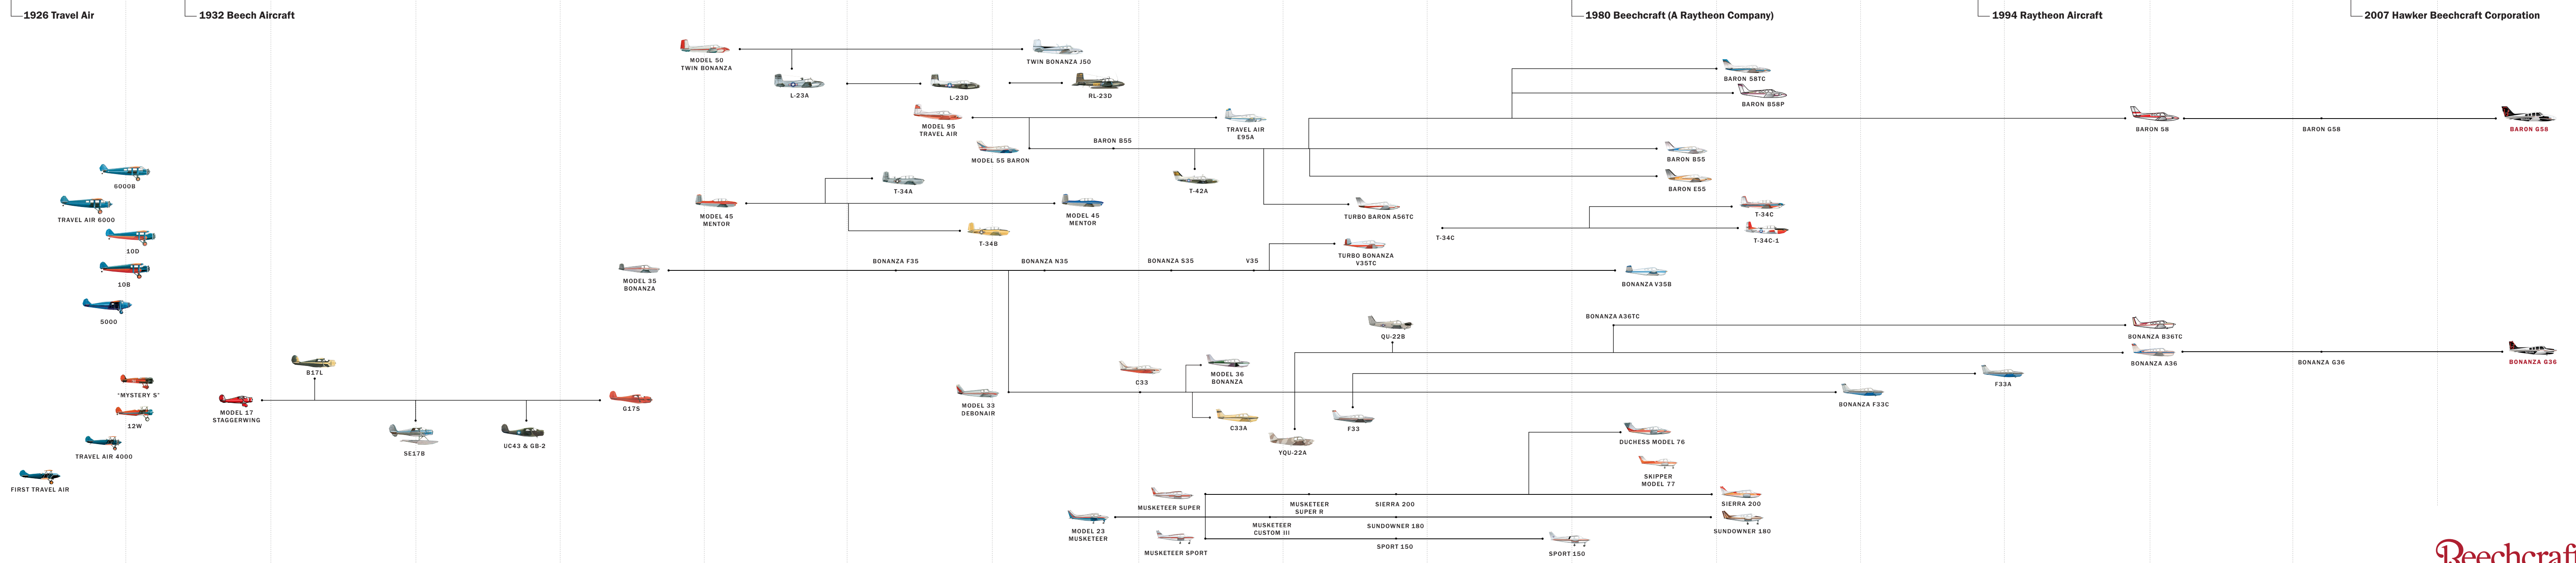 1926 Travel Air
1932 Beech Aircraft
1980 Beechcraft (A Raytheon Company)
1994 Raytheon Aircraft
2007 Hawker Beechcraft Corporation
MODEL 50
TWIN BONANZA
TWIN BONANZA J50
L-23A
L-23D
RL-23D
BARON 58TC
BARON B58P
MODEL 95
TRAVEL AIR
TRAVEL AIR
E95A
BARON 58
BARON G58
BARON G58
MODEL 55 BARON
BARON B55
BARON B55
T-42A
BARON E55
6000B
TRAVEL AIR 6000
T-34A
MODEL 45
MENTOR
MODEL 45
MENTOR
TURBO BARON A56TC
T-34C
10D
T-34B
T-34C
T-34C-1
TURBO BONANZA
V35TC
10B
MODEL 35
BONANZA
BONANZA F35
BONANZA N35
BONANZA S35
V35
BONANZA V35B
5000
QU-22B
BONANZA A36TC
BONANZA B36TC
BONANZA A36
BONANZA G36
BONANZA G36
B17L
"MYSTERY S"
C33
MODEL 36
BONANZA
F33A
MODEL 17
STAGGERWING
G17S
MODEL 33
DEBONAIR
BONANZA F33C
12W
SE17B
UC43 & GB-2
C33A
F33
YQU-22A
TRAVEL AIR 4000
DUCHESS MODEL 76
FIRST TRAVEL AIR
SKIPPER
MODEL 77
MUSKETEER SUPER
MUSKETEER
SUPER R
SIERRA 200
SIERRA 200
MODEL 23
MUSKETEER
MUSKETEER
CUSTOM III
SUNDOWNER 180
SUNDOWNER 180
MUSKETEER SPORT
SPORT 150
SPORT 150
Beechcraft